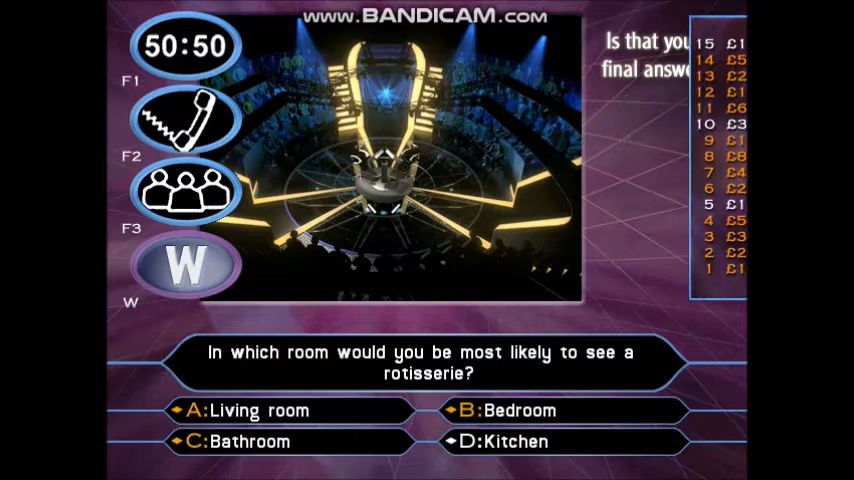 www.BANDICAM.com
50:50
F1
F2
F3
W
W
Is that you
final answe
15 £1
14 £5
13 £2
12 £1
11 £6
10 £3
9 £1
8 £8
7 £4
6 £2
5 £1
4 £5
3 £3
2 £2
1 £1
In which room would you be most likely to see a
rotisserie?
A:Living room
B:Bedroom
C:Bathroom
D:Kitchen